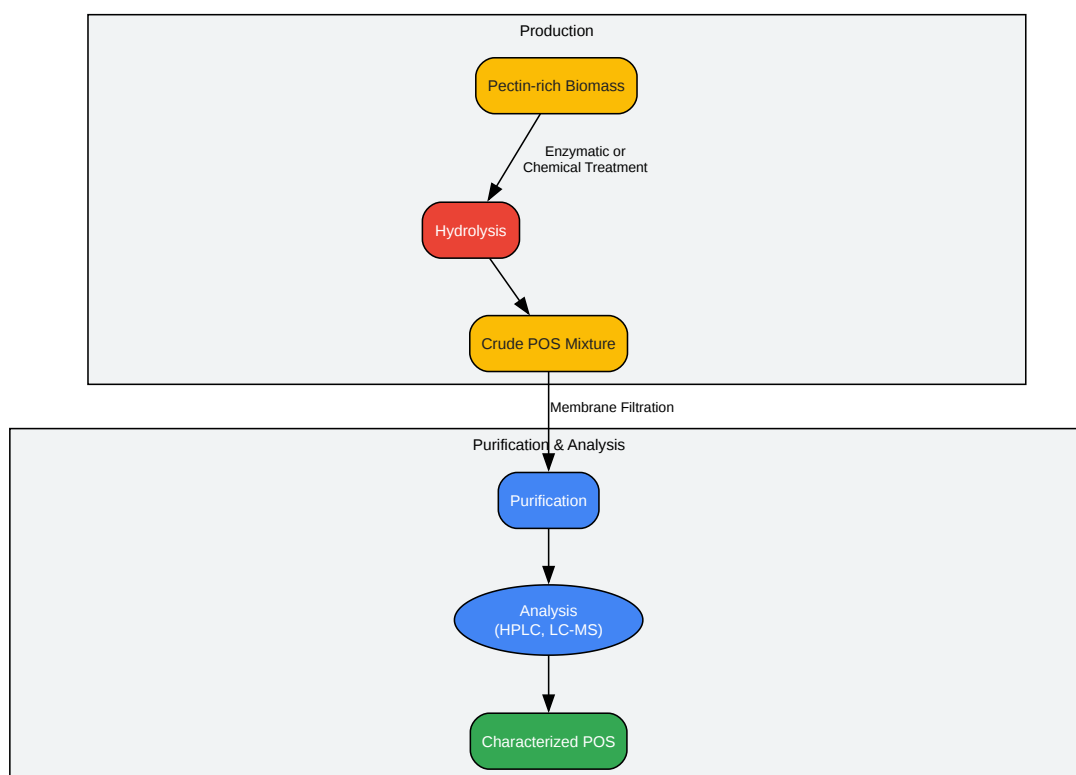 Production
Pectin-rich Biomass
Enzymatic or
Chemical Treatment
Hydrolysis
Crude POS Mixture
Membrane Filtration
Purification & Analysis
Purification
Analysis
(HPLC, LC-MS)
Characterized POS